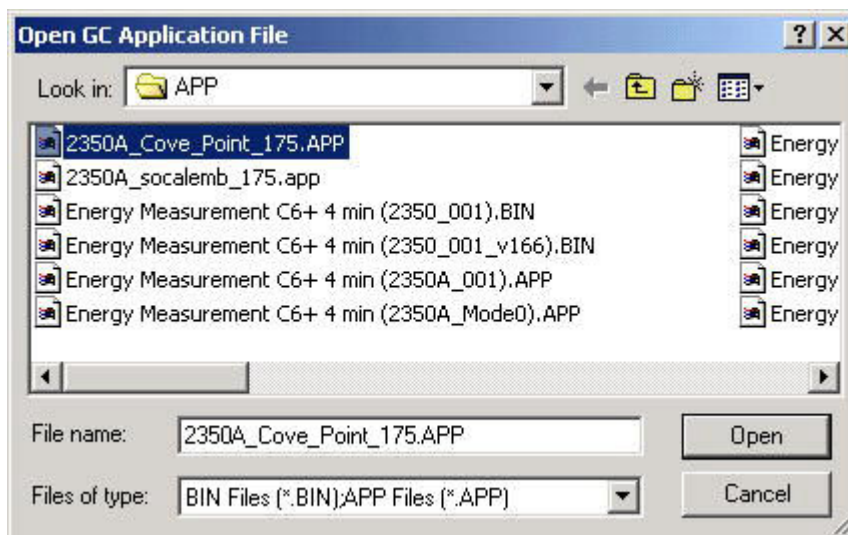 Open GC Application File
Look in: APP
2350A_Cove_Point_175.APP
2350A_socalemb_175.app
Energy Measurement C6+ 4 min (2350_001).BIN
Energy Measurement C6+ 4 min (2350_001_v166).BIN
Energy Measurement C6+ 4 min (2350A_001).APP
Energy Measurement C6+ 4 min (2350A_Mode0).APP
Energy
Energy
Energy
Energy
Energy
Energy
File name: 2350A_Cove_Point_175.APP
Open
Files of type: BIN Files (*.BIN);APP Files (*.APP)
Cancel